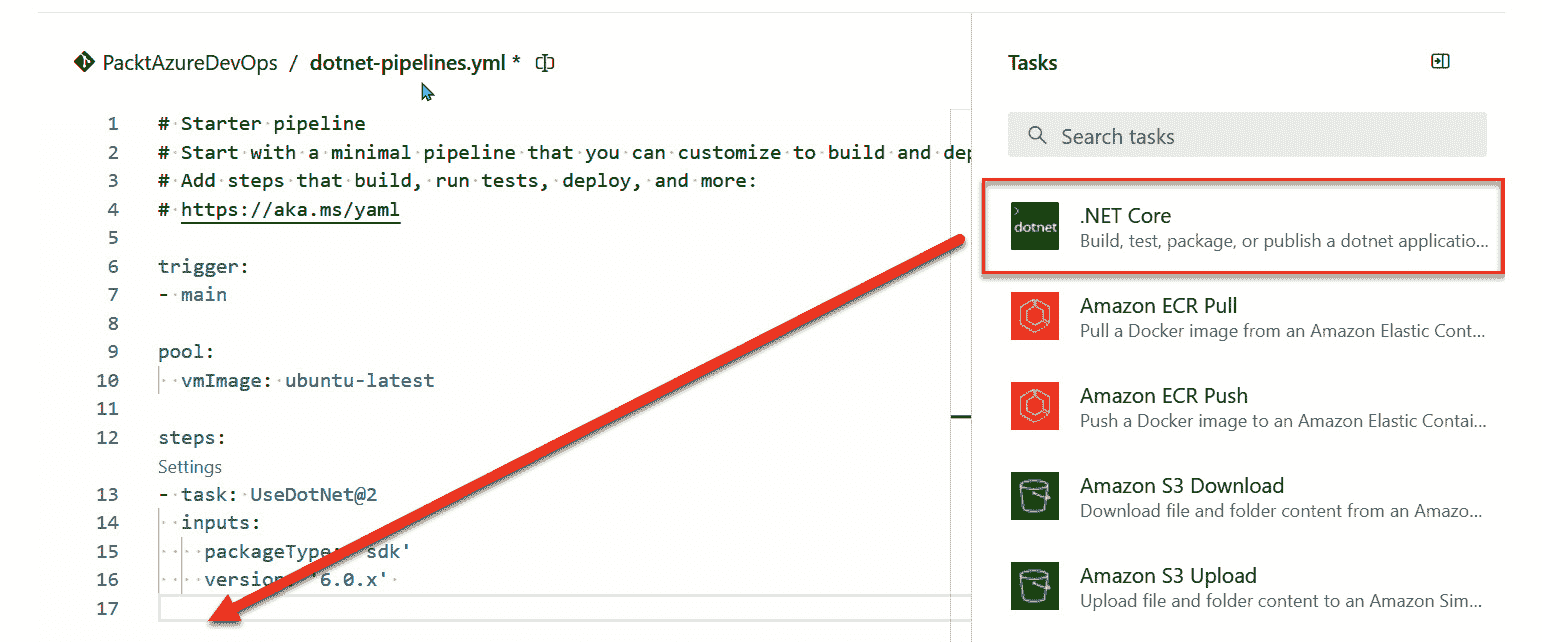 PacktAzureDevOps / dotnet-pipelines.yml *
1 # Starter pipeline
2 # Start with a minimal pipeline that you can customize to build and dep
3 # Add steps that build, run tests, deploy, and more:
4 # https://aka.ms/yaml
5
6 trigger:
7 - main
8
9 pool:
10 vmImage: ubuntu-latest
11
12 steps:
Settings
13 - task: UseDotNet@2
14 inputs:
15 packageType: sdk'
16 version '6.0.x'
17
Tasks
Search tasks
dotnet
.NET Core
Build, test, package, or publish a dotnet applicatio...
Amazon ECR Pull
Pull a Docker image from an Amazon Elastic Cont...
Amazon ECR Push
Push a Docker image to an Amazon Elastic Contai...
Amazon S3 Download
Download file and folder content from an Amazo...
Amazon S3 Upload
Upload file and folder content to an Amazon Sim...